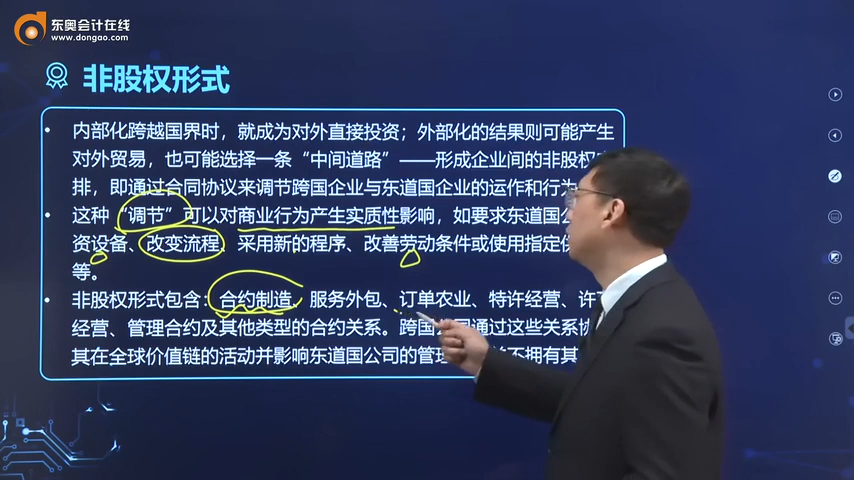 东奥会计在线
www.dongao.com
非股权形式
• 内部化跨越国界时，就成为对外直接投资；外部化的结果则可能产生
对外贸易，也可能选择一条“中间道路”——形成企业间的非股权
排，即通过合同协议来调节跨国企业与东道国企业的运作和行为
• 这种“调节”可以对商业行为产生实质性影响，如要求东道国公
资设备、改变流程、采用新的程序、改善劳动条件或使用指定
等。
• 非股权形式包含：合约制造、服务外包、订单农业、特许经营、许
经营、管理合约及其他类型的合约关系。跨国公司通过这些关系协
其在全球价值链的活动并影响东道国公司的管理 不拥有其